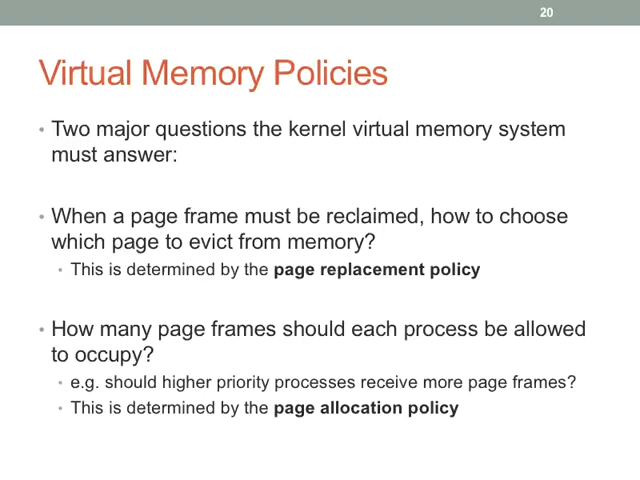 20
Virtual Memory Policies
• Two major questions the kernel virtual memory system
must answer:
• When a page frame must be reclaimed, how to choose
which page to evict from memory?
• This is determined by the page replacement policy
• How many page frames should each process be allowed
to occupy?
• e.g. should higher priority processes receive more page frames?
• This is determined by the page allocation policy